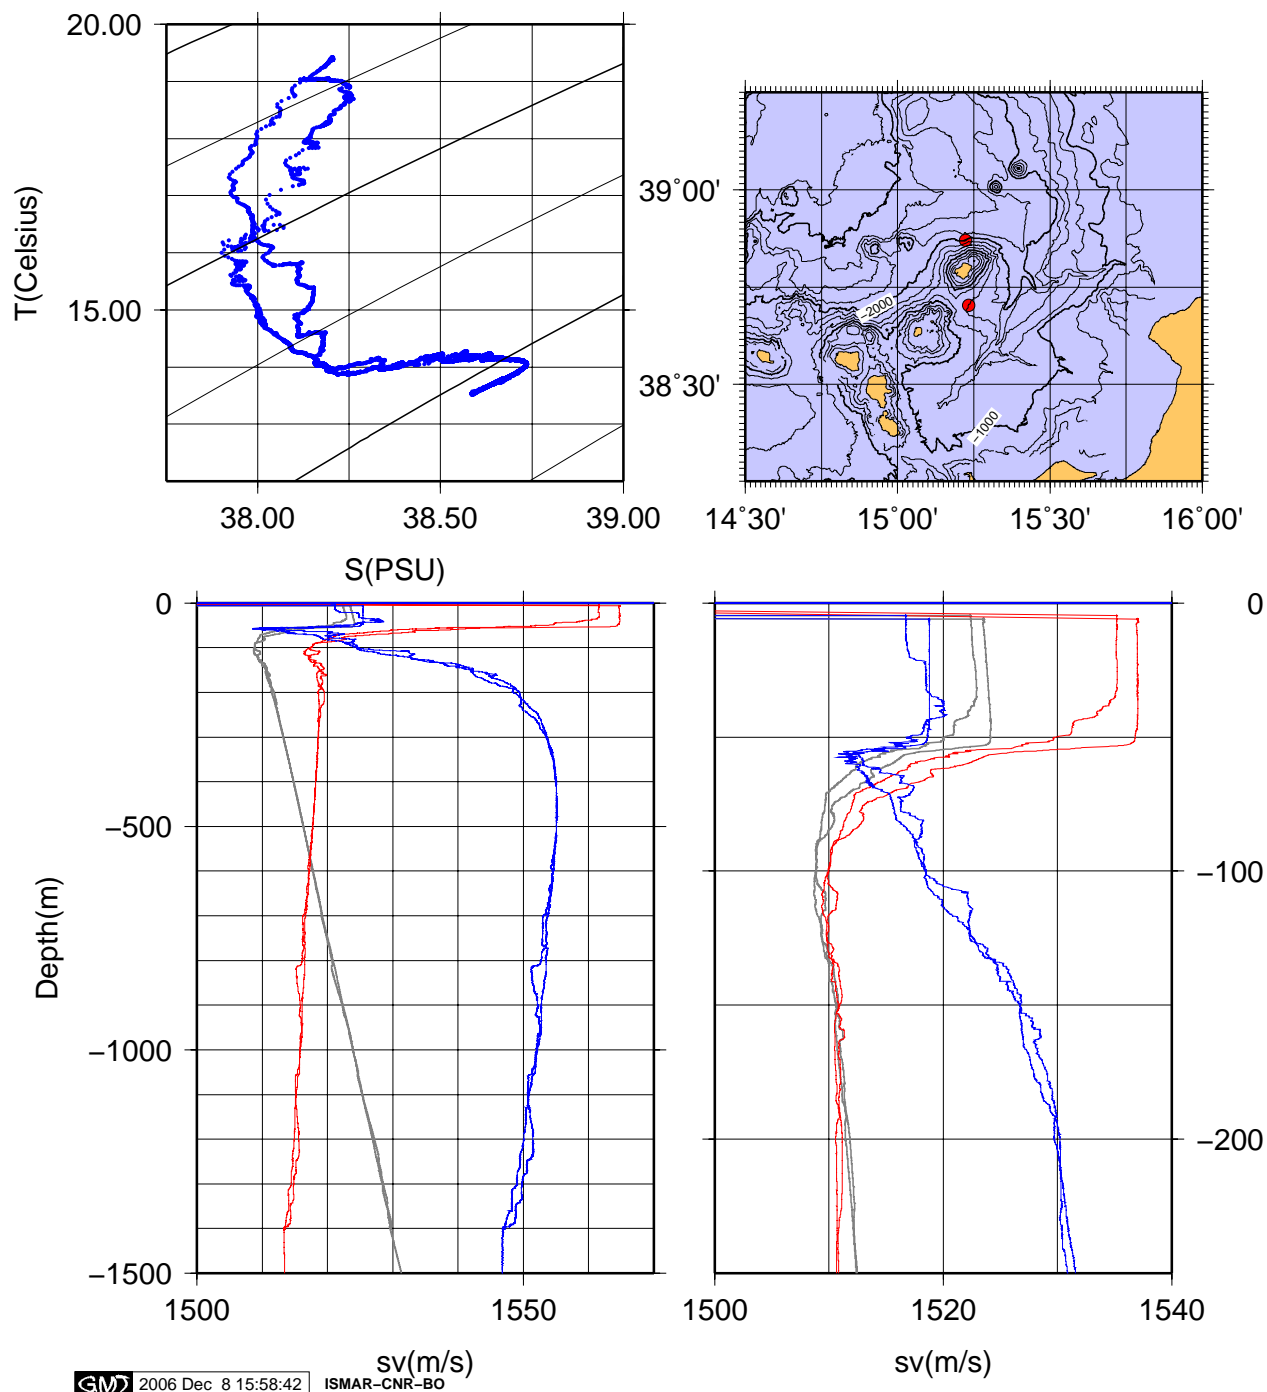 20.00
15.00
T(Celsius)
38.00 38.50 39.00
S(PSU)
39°00'
38°30'
−2000
−1000
14°30' 15°00' 15°30' 16°00'
0
−500
−1000
−1500
Depth(m)
1500 1550
sv(m/s)
0
−100
−200
1500 1520 1540
sv(m/s)
GMD 2006 Dec 8 15:58:42 ISMAR−CNR−BO